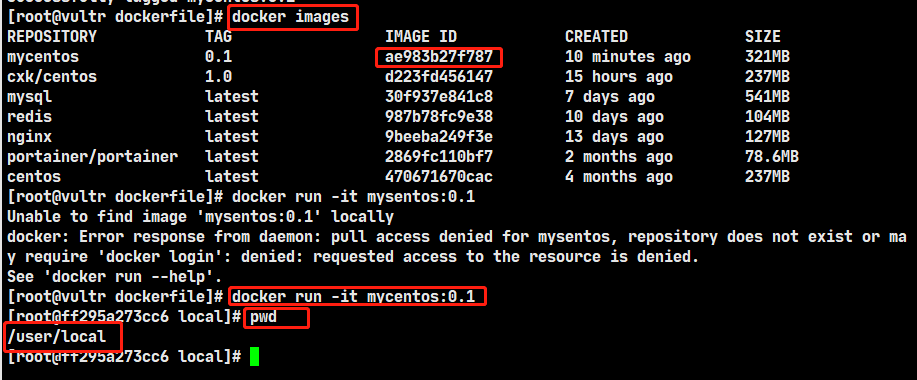 Successfully tagged mycentos:0.1
[root@vultr dockerfile]# docker images
REPOSITORY TAG IMAGE ID CREATED SIZE
mycentos 0.1 ae983b27f787 10 minutes ago 321MB
cxk/centos 1.0 d223fd456147 15 hours ago 237MB
mysql latest 30f937e841c8 7 days ago 541MB
redis latest 987b78fc9e38 10 days ago 104MB
nginx latest 9beeba249f3e 13 days ago 127MB
portainer/portainer latest 2869fc110bf7 2 months ago 78.6MB
centos latest 470671670cac 4 months ago 237MB
[root@vultr dockerfile]# docker run -it mysentos:0.1
Unable to find image 'mysentos:0.1' locally
docker: Error response from daemon: pull access denied for mysentos, repository does not exist or ma
y require 'docker login': denied: requested access to the resource is denied.
See 'docker run --help'.
[root@vultr dockerfile]# docker run -it mycentos:0.1
[root@ff295a273cc6 local]# pwd
/user/local
[root@ff295a273cc6 local]#